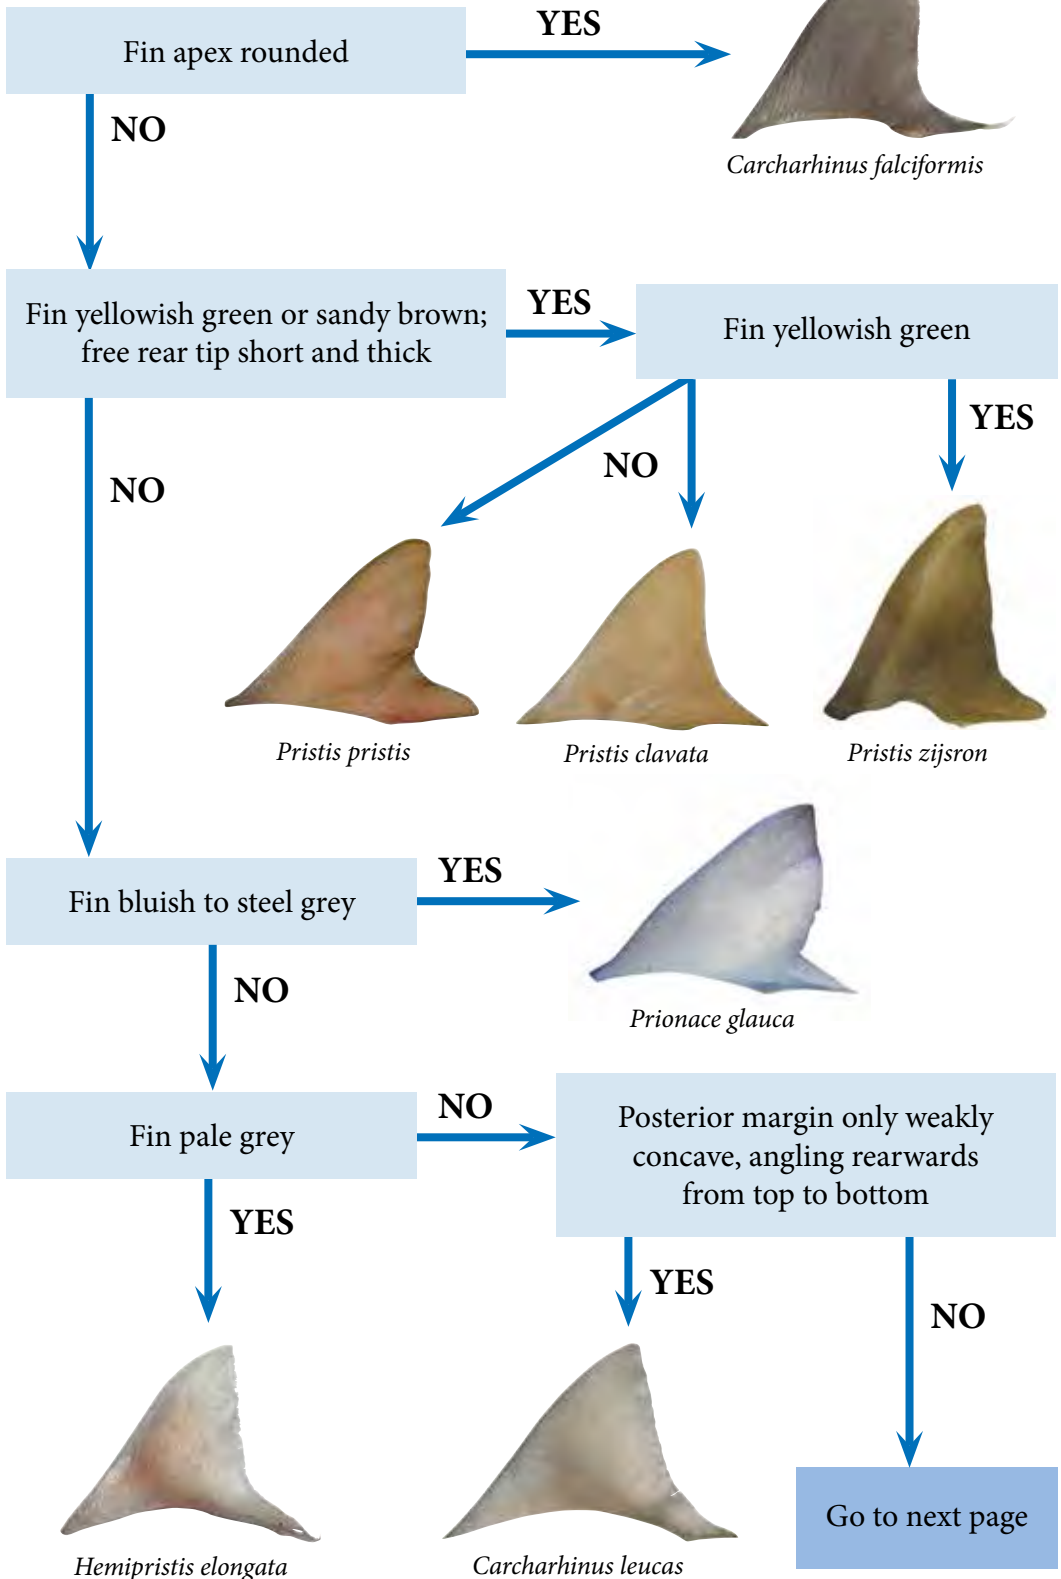 Fin apex rounded
YES
NO
Carcharhinus falciformis
Fin yellowish green or sandy brown;
free rear tip short and thick
YES
Fin yellowish green
NO
YES
NO
Pristis pristis
Pristis clavata
Pristis zijsron
Fin bluish to steel grey
YES
NO
Prionace glauca
Fin pale grey
NO
Posterior margin only weakly
concave, angling rearwards
from top to bottom
YES
YES
NO
Go to next page
Hemipristis elongata
Carcharhinus leucas